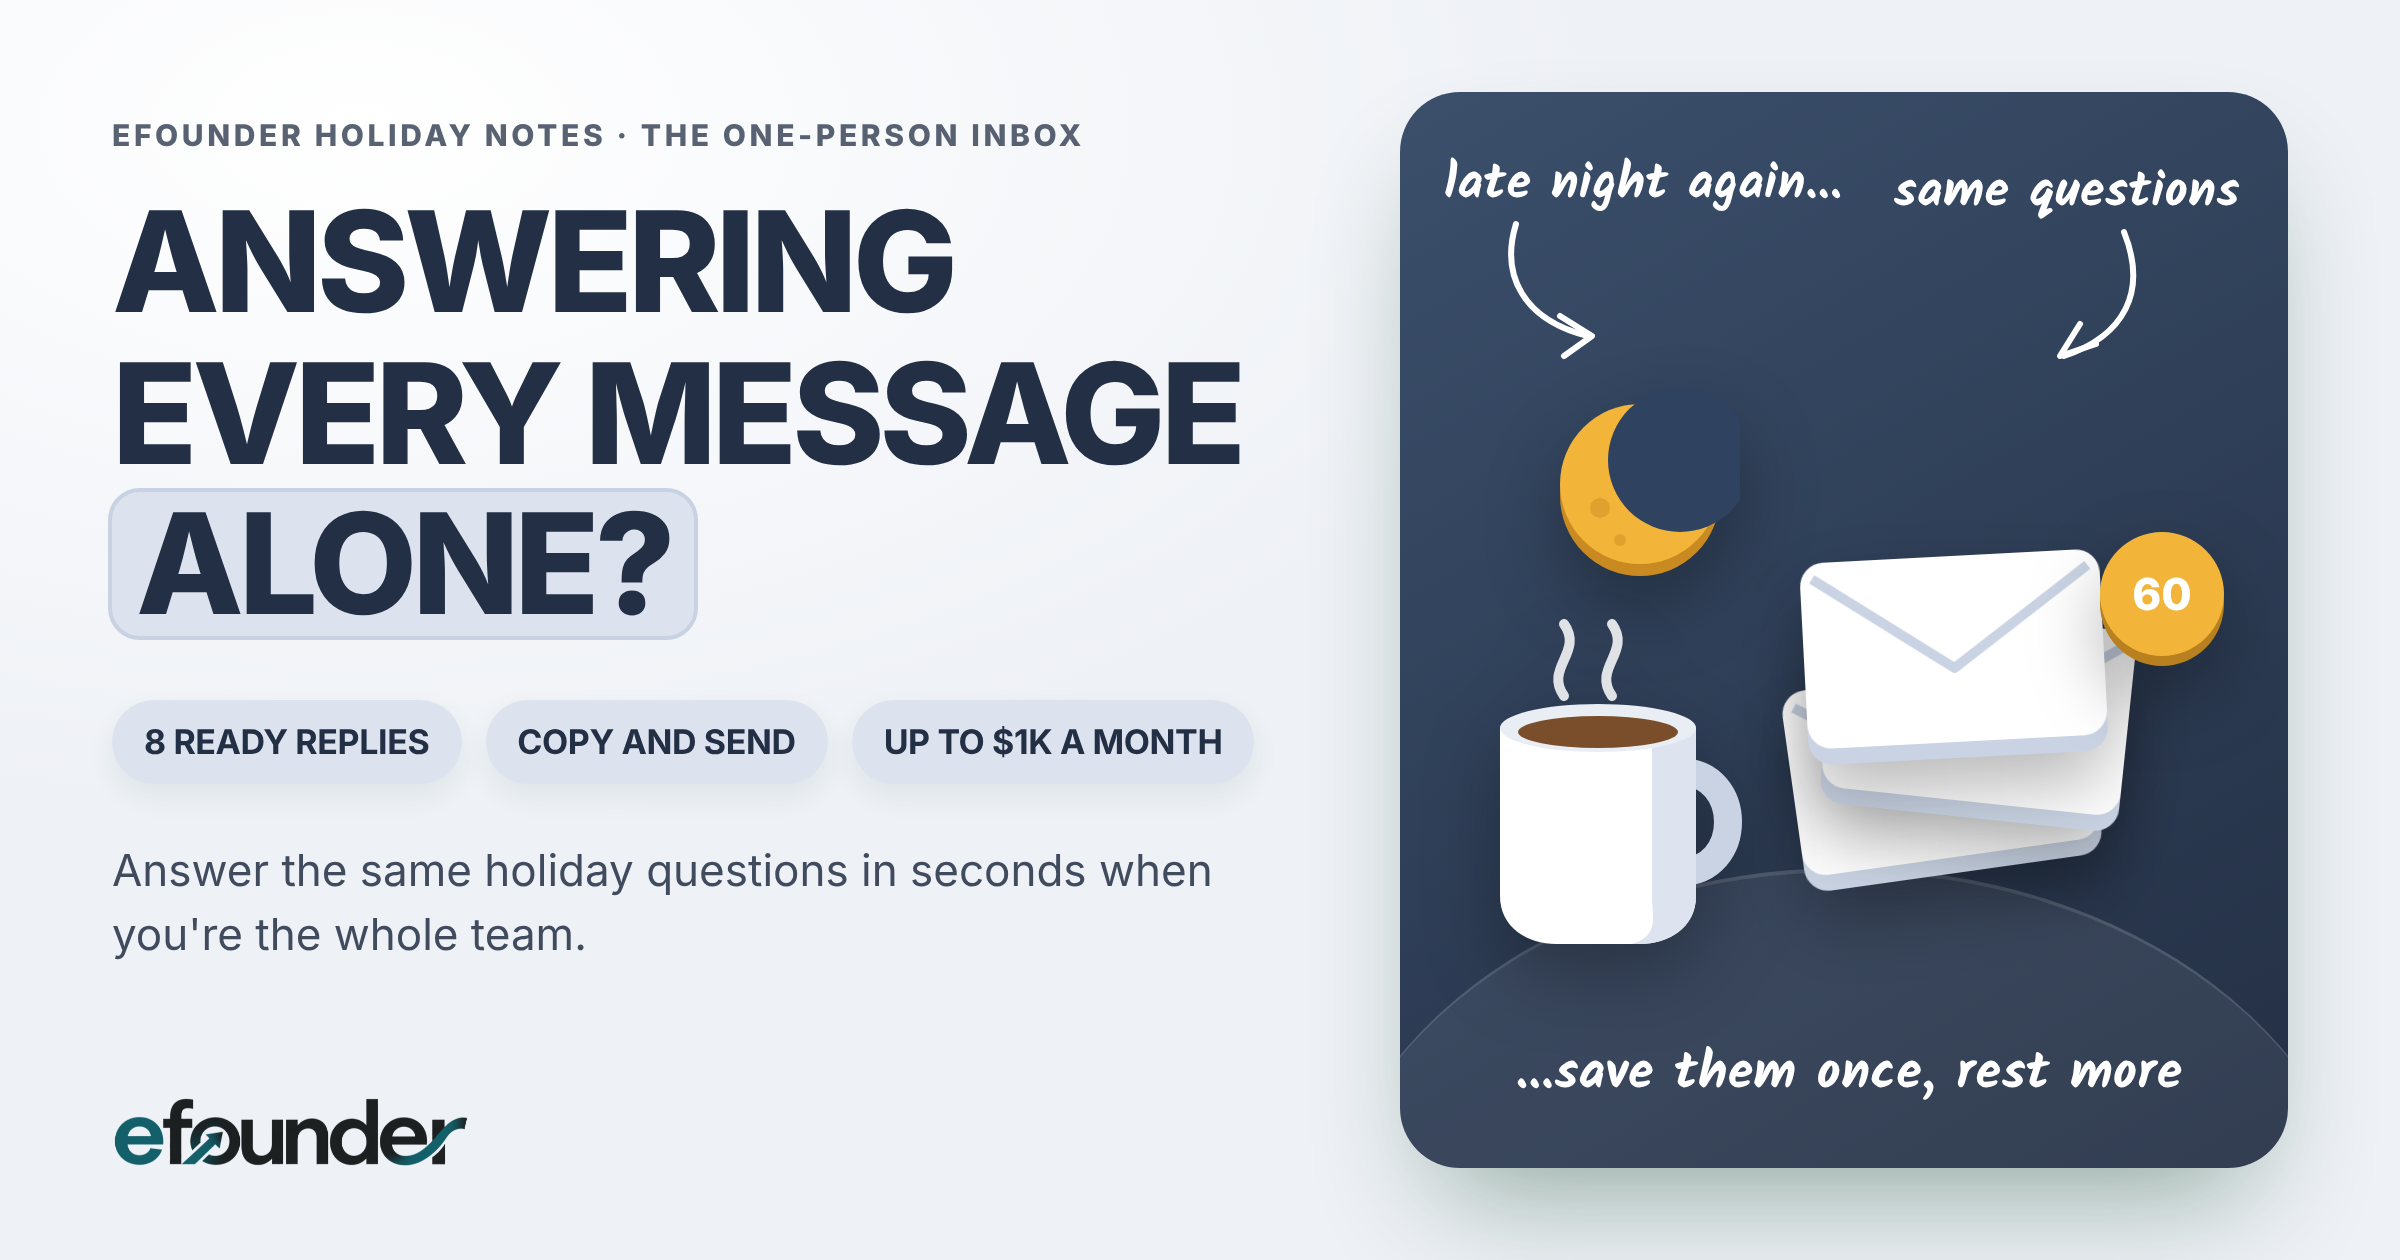 EFOUNDER HOLIDAY NOTES · THE ONE-PERSON INBOX
ANSWERING
EVERY MESSAGE
ALONE?
8 READY REPLIES
COPY AND SEND
UP TO $1K A MONTH
Answer the same holiday questions in seconds when
you're the whole team.
efounder
late night again...
same questions
60
...save them once, rest more